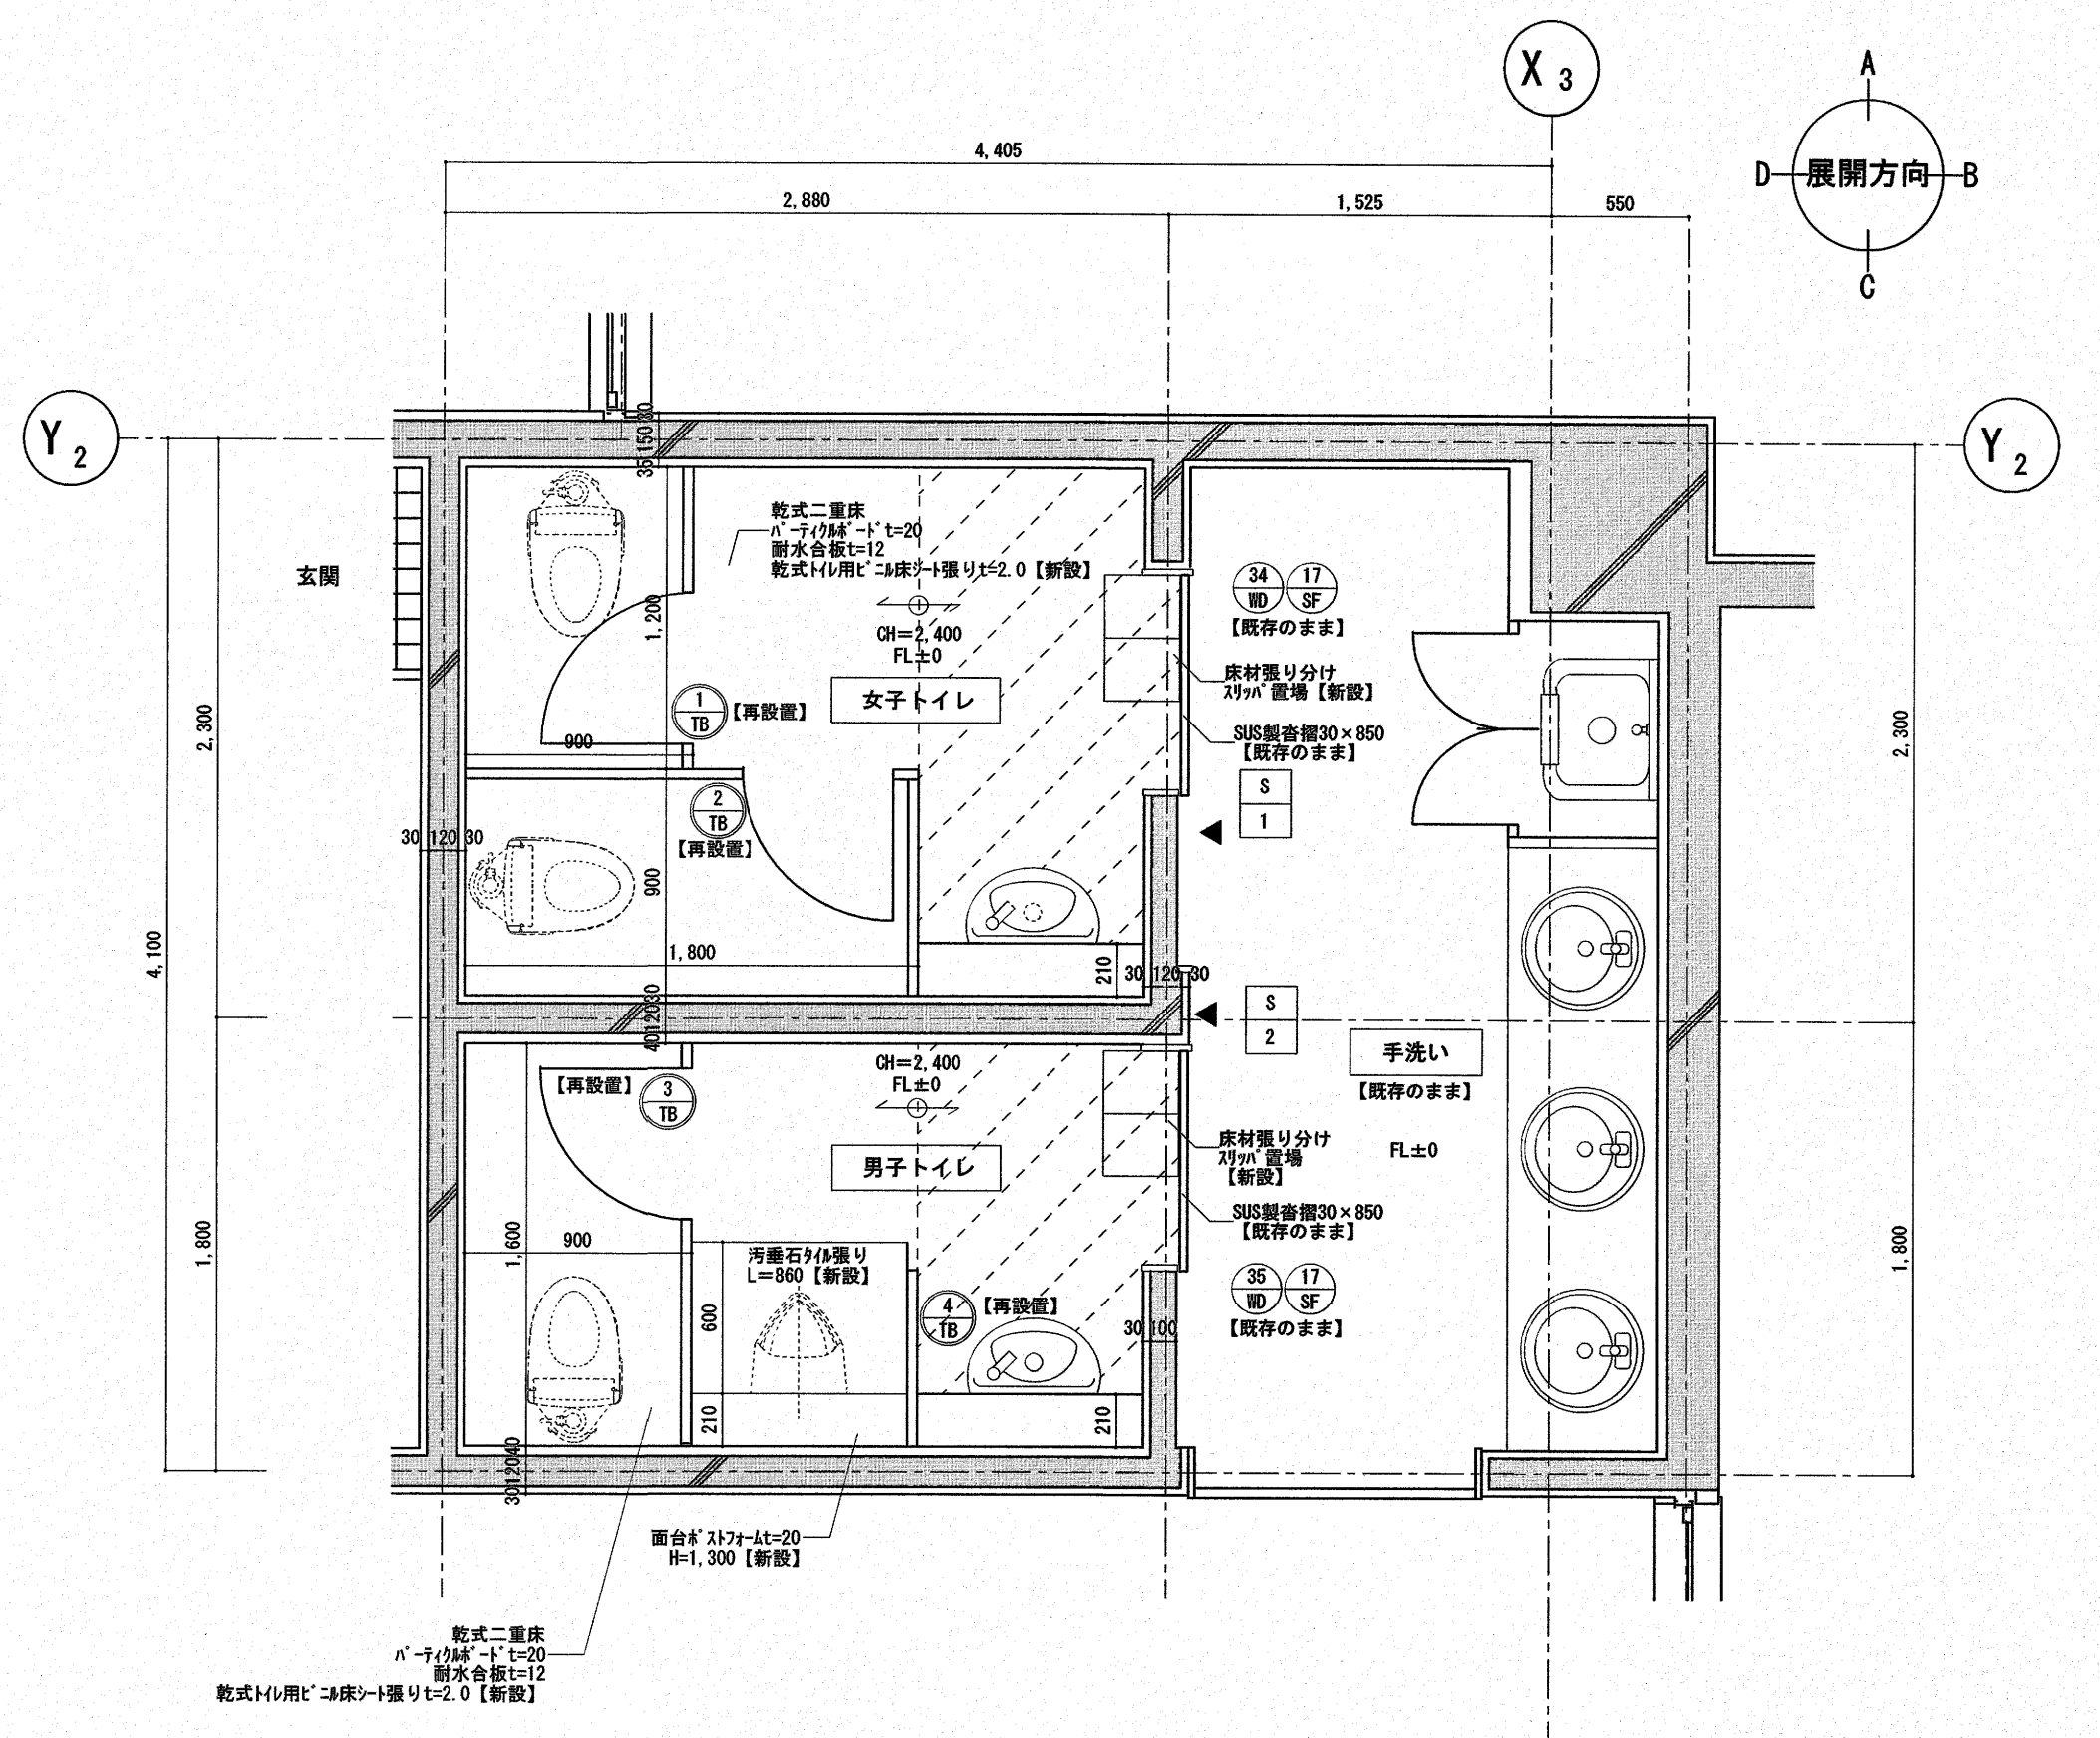 X3
A
D 展開方向 B
C
4,405
2,880
1,525
550
Y2
Y2
35 150 30
玄関
乾式二重床
ﾊﾟｰﾃｨｸﾙﾎﾞｰﾄﾞt=20
耐水合板t=12
乾式ﾄｲﾚ用ﾋﾞﾆﾙ床ｼｰﾄ張りt=2.0【新設】
CH=2,400
FL±0
女子トイレ
1,200
1
TB
【再設置】
900
2
TB
【再設置】
34
WD
17
SF
【既存のまま】
床材張り分け
ｽﾘｯﾊﾟ置場【新設】
SUS製沓摺30×850
【既存のまま】
S
1
2,300
4,100
2,300
30 120 30
900
1,800
210
30 120 30
S
2
40 120 30
手洗い
【既存のまま】
FL±0
CH=2,400
FL±0
【再設置】
3
TB
男子トイレ
床材張り分け
ｽﾘｯﾊﾟ置場
【新設】
SUS製沓摺30×850
【既存のまま】
35
WD
17
SF
【既存のまま】
1,800
1,800
1,600
900
汚垂石ﾀｲﾙ張り
L=860【新設】
600
4
TB
【再設置】
30 100
210
210
30 120 40
面台ﾎﾟｽﾄﾌｫｰﾑt=20
H=1,300【新設】
乾式二重床
ﾊﾟｰﾃｨｸﾙﾎﾞｰﾄﾞt=20
耐水合板t=12
乾式ﾄｲﾚ用ﾋﾞﾆﾙ床ｼｰﾄ張りt=2.0【新設】